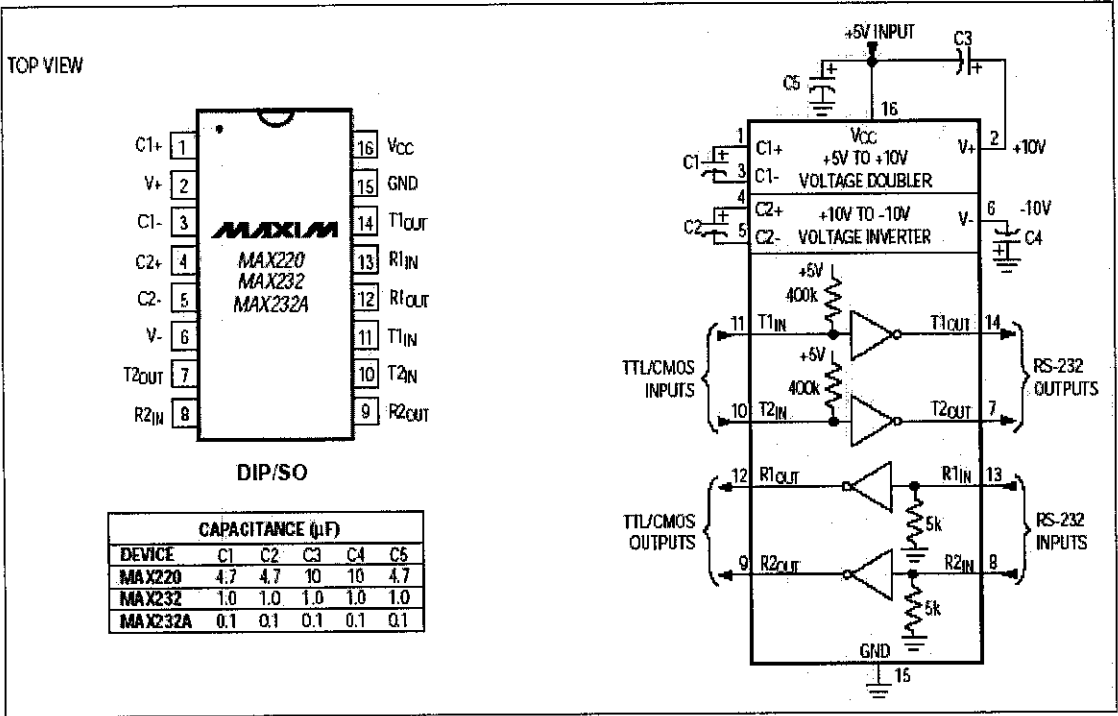 TOP VIEW
C1+ 1
V+ 2
C1- 3
C2+ 4
C2- 5
V- 6
T2OUT 7
R2IN 8
16 VCC
15 GND
14 T1OUT
13 R1IN
12 R1OUT
11 T1IN
10 T2IN
9 R2OUT
MAXIM
MAX220
MAX232
MAX232A
DIP/SO
CAPACITANCE (µF)
DEVICE C1 C2 C3 C4 C5
MAX220 4.7 4.7 10 10 4.7
MAX232 1.0 1.0 1.0 1.0 1.0
MAX232A 0.1 0.1 0.1 0.1 0.1
+5V INPUT
C3
+
+
C5
16
VCC
1
C1+
+
C1
3
C1-
+5V TO +10V
VOLTAGE DOUBLER
V+
2
+10V
4
C2+
+
C2
5
C2-
+10V TO -10V
VOLTAGE INVERTER
V-
6
-10V
+
C4
+5V
400k
11 T1IN
T1OUT 14
+5V
400k
TTL/CMOS
INPUTS
RS-232
OUTPUTS
10 T2IN
T2OUT 7
12 R1OUT
R1IN 13
5k
TTL/CMOS
OUTPUTS
RS-232
INPUTS
9 R2OUT
R2IN 8
5k
GND
15